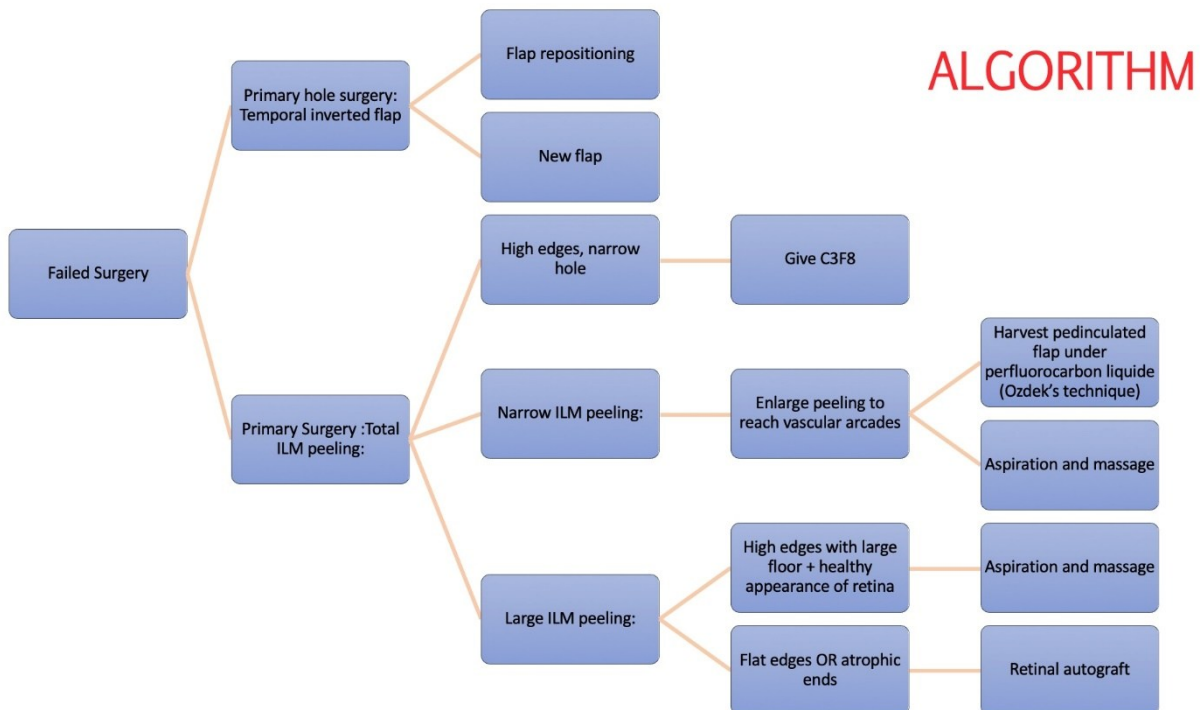 ALGORITHM
Failed Surgery
Primary hole surgery:
Temporal inverted flap
Flap repositioning
New flap
Primary Surgery :Total
ILM peeling:
High edges, narrow
hole
Give C3F8
Narrow ILM peeling:
Enlarge peeling to
reach vascular arcades
Harvest pedinculated
flap under
perfluorocarbon liquide
(Ozdek’s technique)
Aspiration and massage
Large ILM peeling:
High edges with large
floor + healthy
appearance of retina
Aspiration and massage
Flat edges OR atrophic
ends
Retinal autograft